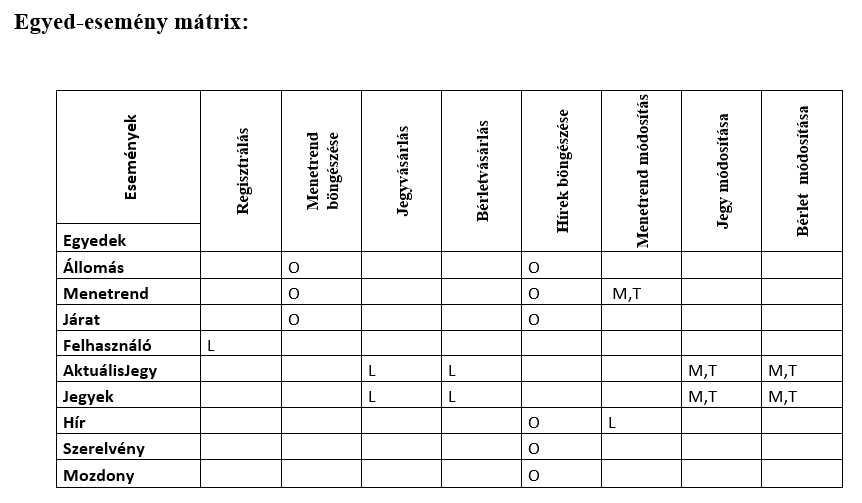 Egyed-esemény mátrix:
Események
Regisztrálás
Menetrend
böngészése
Jegyvásárlás
Bérletvásárlás
Hírek böngészése
Menetrend módosítás
Jegy módosítása
Bérlet módosítása
Egyedek
Állomás O O
Menetrend O O M,T
Járat O O
Felhasználó L
AktuálisJegy L L M,T M,T
Jegyek L L M,T M,T
Hír O L
Szerelvény O
Mozdony O